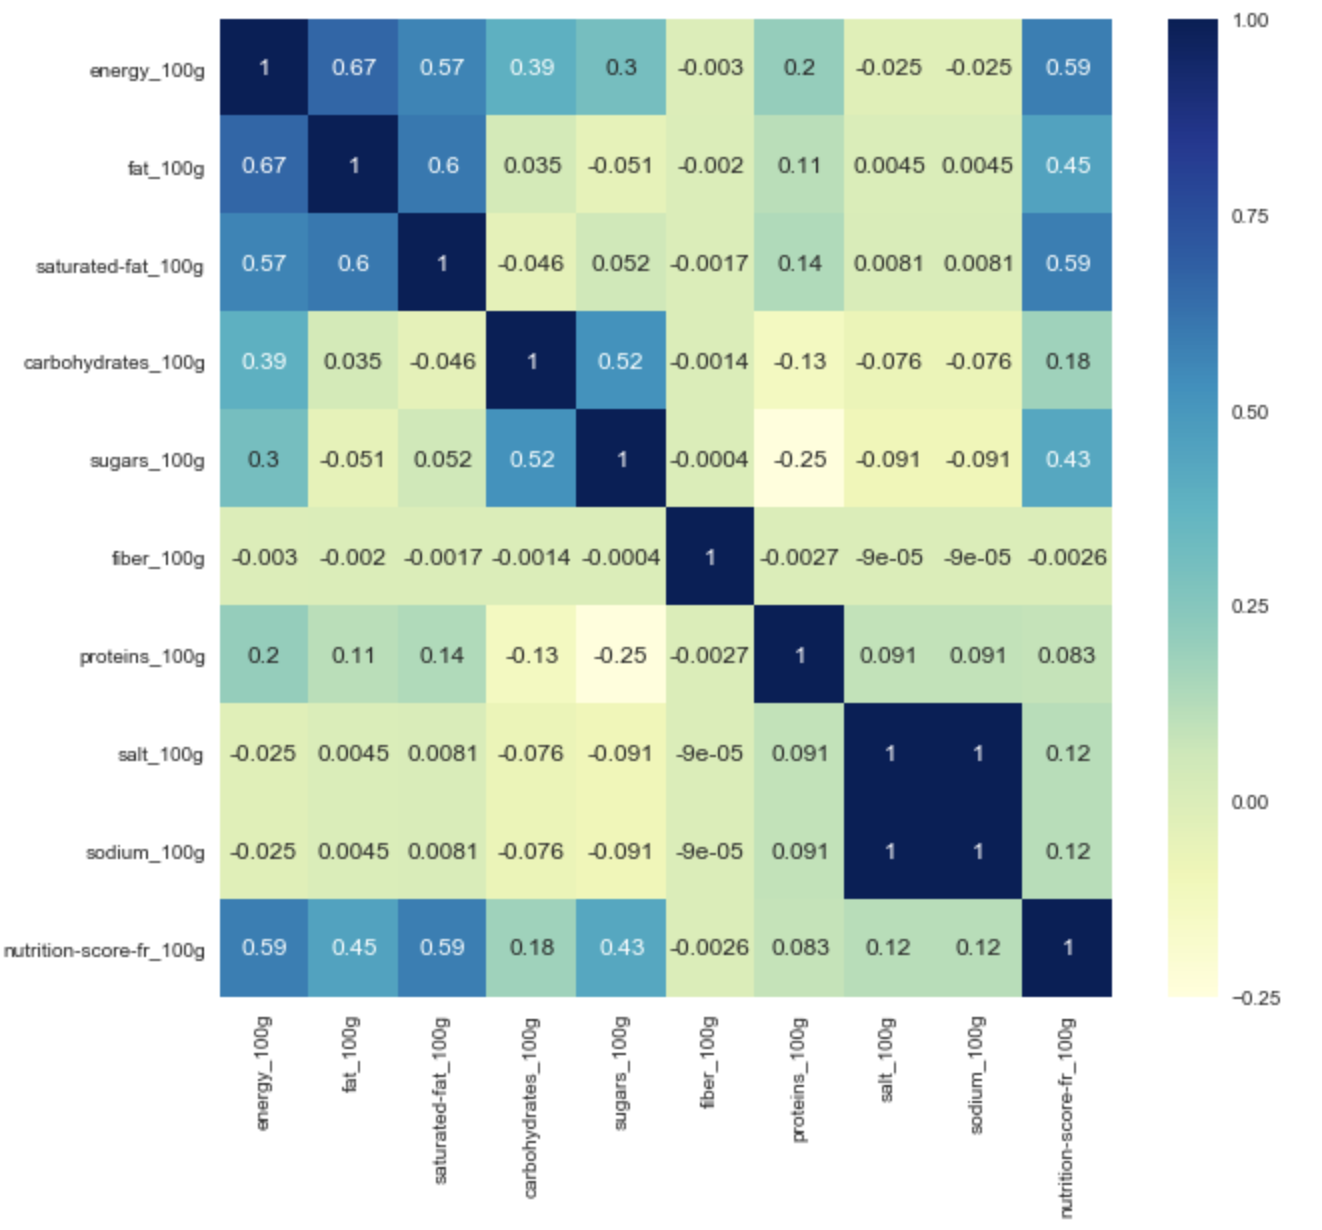 energy_100g 1 0.67 0.57 0.39 0.3 -0.003 0.2 -0.025 -0.025 0.59
fat_100g 0.67 1 0.6 0.035 -0.051 -0.002 0.11 0.0045 0.0045 0.45
saturated-fat_100g 0.57 0.6 1 -0.046 0.052 -0.0017 0.14 0.0081 0.0081 0.59
carbohydrates_100g 0.39 0.035 -0.046 1 0.52 -0.0014 -0.13 -0.076 -0.076 0.18
sugars_100g 0.3 -0.051 0.052 0.52 1 -0.0004 -0.25 -0.091 -0.091 0.43
fiber_100g -0.003 -0.002 -0.0017 -0.0014 -0.0004 1 -0.0027 -9e-05 -9e-05 -0.0026
proteins_100g 0.2 0.11 0.14 -0.13 -0.25 -0.0027 1 0.091 0.091 0.083
salt_100g -0.025 0.0045 0.0081 -0.076 -0.091 -9e-05 0.091 1 1 0.12
sodium_100g -0.025 0.0045 0.0081 -0.076 -0.091 -9e-05 0.091 1 1 0.12
nutrition-score-fr_100g 0.59 0.45 0.59 0.18 0.43 -0.0026 0.083 0.12 0.12 1
energy_100g
fat_100g
saturated-fat_100g
carbohydrates_100g
sugars_100g
fiber_100g
proteins_100g
salt_100g
sodium_100g
nutrition-score-fr_100g
1.00
0.75
0.50
0.25
0.00
−0.25